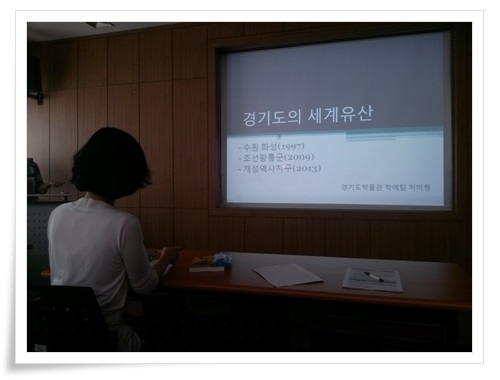 경기도의 세계유산
- 수원 화성(1997)
- 조선왕릉군(2009)
- 개성역사지구(2013)
경기도박물관 학예팀 허미형